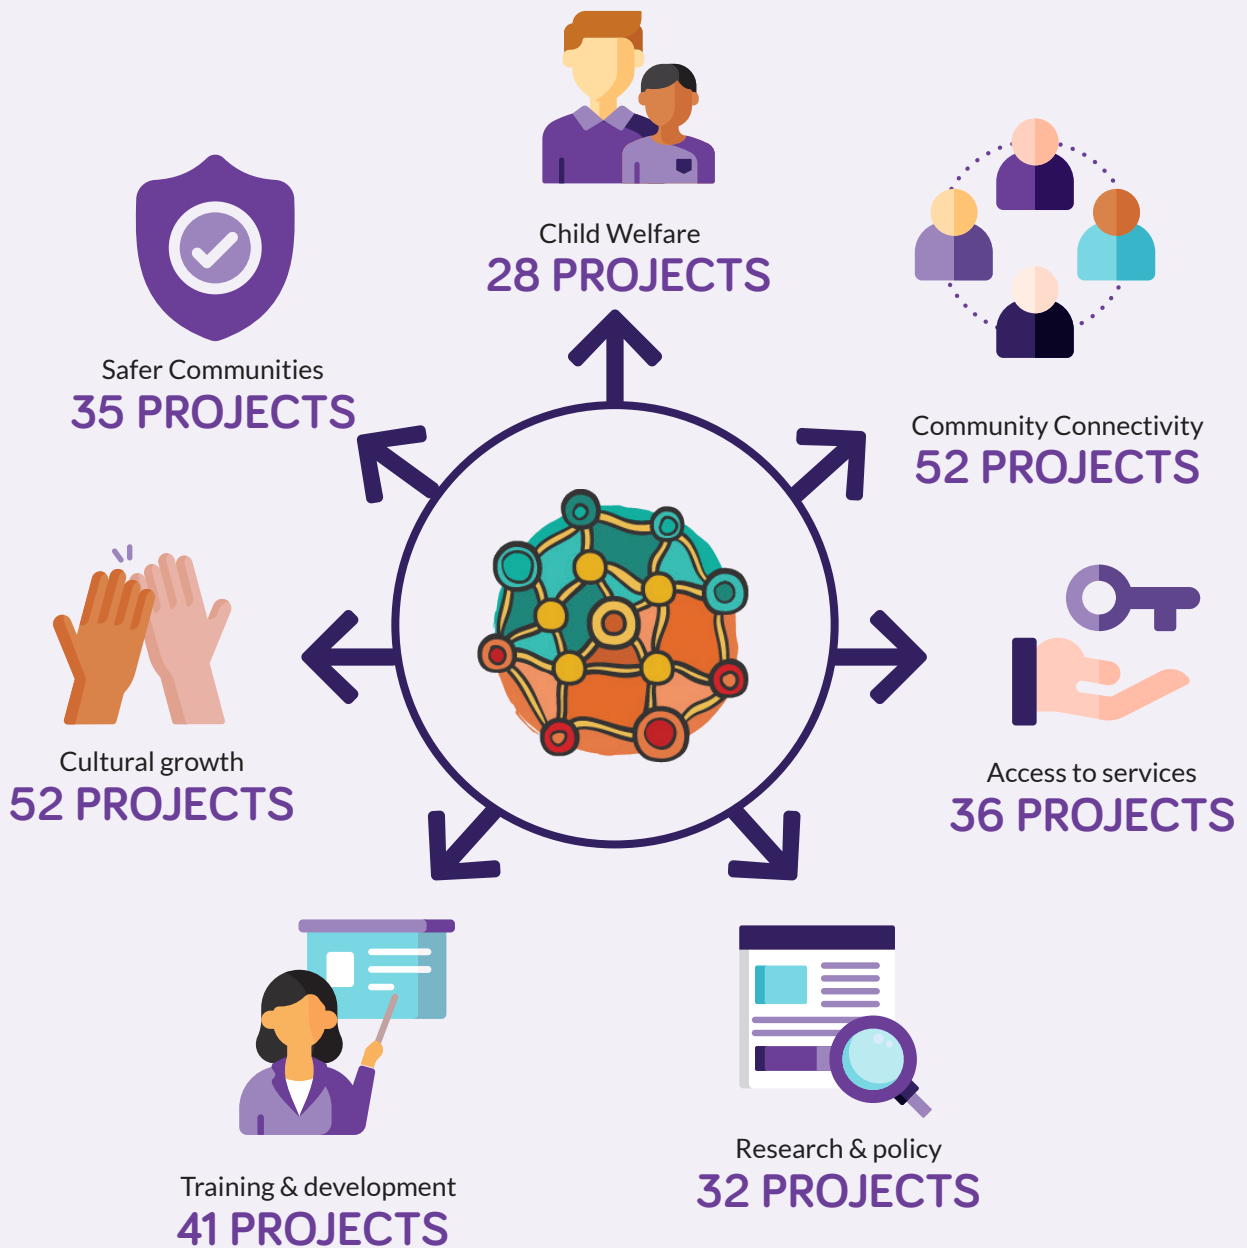 Child Welfare
28 PROJECTS
Safer Communities
35 PROJECTS
Community Connectivity
52 PROJECTS
Cultural growth
52 PROJECTS
Access to services
36 PROJECTS
Training & development
41 PROJECTS
Research & policy
32 PROJECTS